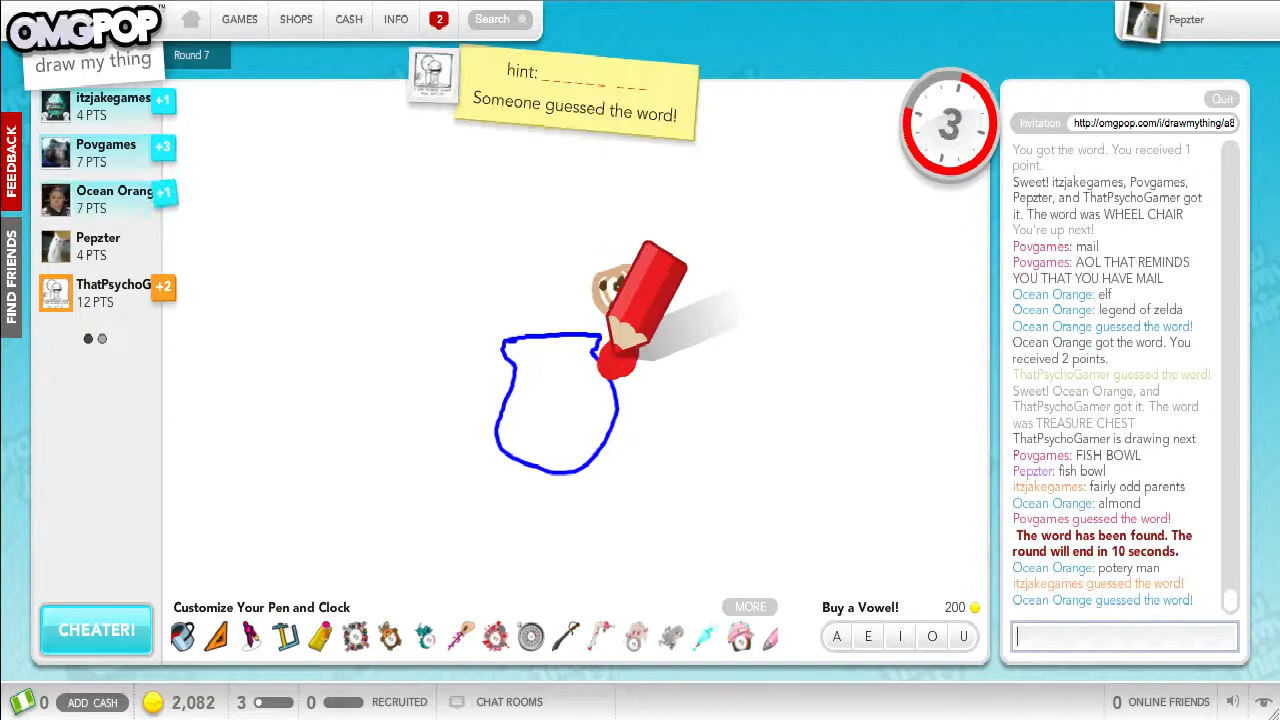 OMGPOP
TM
draw my thing
GAMES
SHOPS
CASH
INFO
2
Search
Pepzter
Round 7
hint: _ _ _ _ _ _ _ _ _
Someone guessed the word!
3
FEEDBACK
FIND FRIENDS
itzjakegames +1
4 PTS
Povgames +3
7 PTS
Ocean Orang +1
7 PTS
Pepzter
4 PTS
ThatPsychoG +2
12 PTS
CHEATER!
Quit
Invitation http://omgpop.com/i/drawmything/a8
You got the word. You received 1
point.
Sweet! itzjakegames, Povgames,
Pepzter, and ThatPsychoGamer got
it. The word was WHEEL CHAIR
You're up next!
Povgames: mail
Povgames: AOL THAT REMINDS
YOU THAT YOU HAVE MAIL
Ocean Orange: elf
Ocean Orange: legend of zelda
Ocean Orange guessed the word!
Ocean Orange got the word. You
received 2 points.
ThatPsychoGamer guessed the word!
Sweet! Ocean Orange, and
ThatPsychoGamer got it. The word
was TREASURE CHEST
ThatPsychoGamer is drawing next
Povgames: FISH BOWL
Pepzter: fish bowl
itzjakegames: fairly odd parents
Ocean Orange: almond
Povgames guessed the word!
The word has been found. The
round will end in 10 seconds.
Ocean Orange: potery man
itzjakegames guessed the word!
Ocean Orange guessed the word!
Customize Your Pen and Clock
MORE
Buy a Vowel!
200
A E I O U
0 ADD CASH
2,082
3
0 RECRUITED
CHAT ROOMS
0 ONLINE FRIENDS